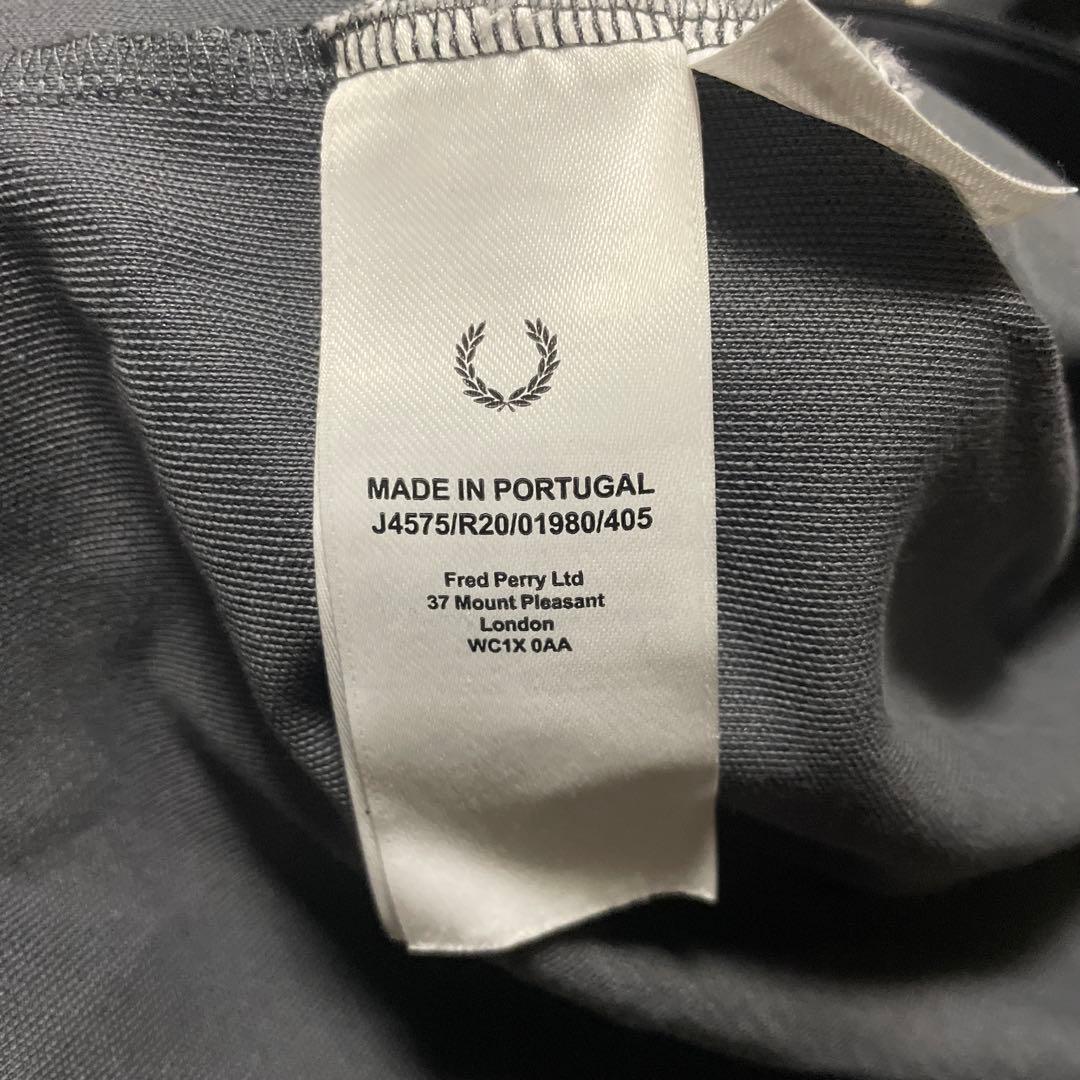 MADE IN PORTUGAL
J4575/R20/01980/405
Fred Perry Ltd
37 Mount Pleasant
London
WC1X 0AA